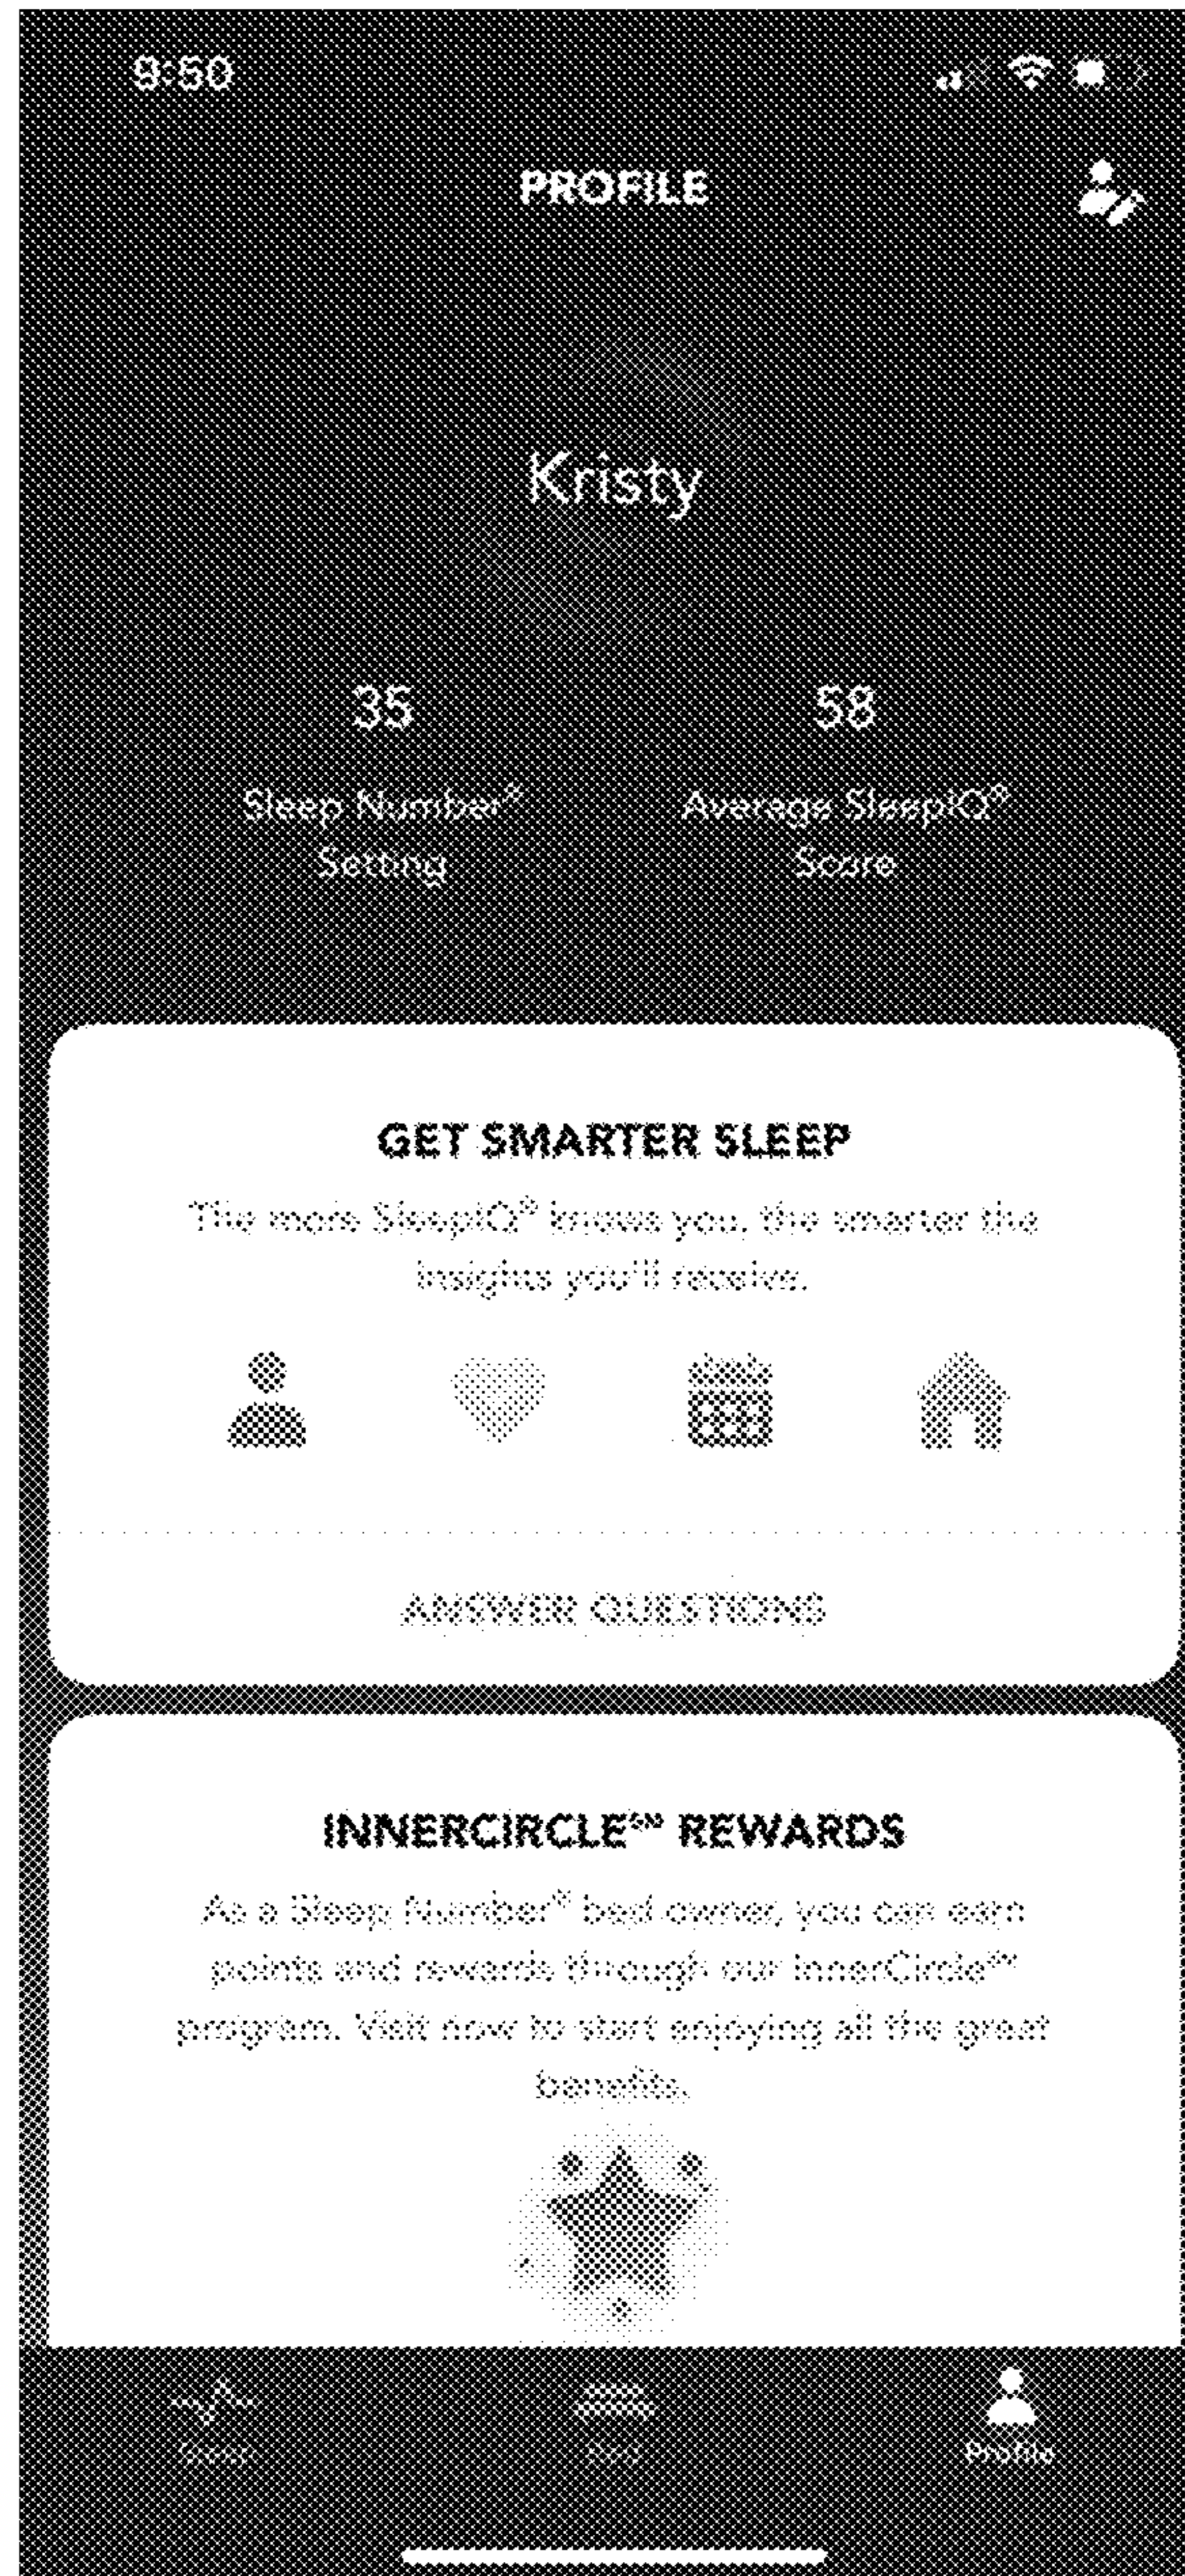 9:50
PROFILE
Kristy
35
58
Sleep Number®
Setting
Average SleepIQ®
Score
GET SMARTER SLEEP
The more SleepIQ® knows you, the smarter the
insights you'll receive.
ANSWER QUESTIONS
INNERCIRCLE℠ REWARDS
As a Sleep Number® bed owner, you can earn
points and rewards through our InnerCircle℠
program. Visit now to start enjoying all the great
benefits.
Sleep
Bed
Profile